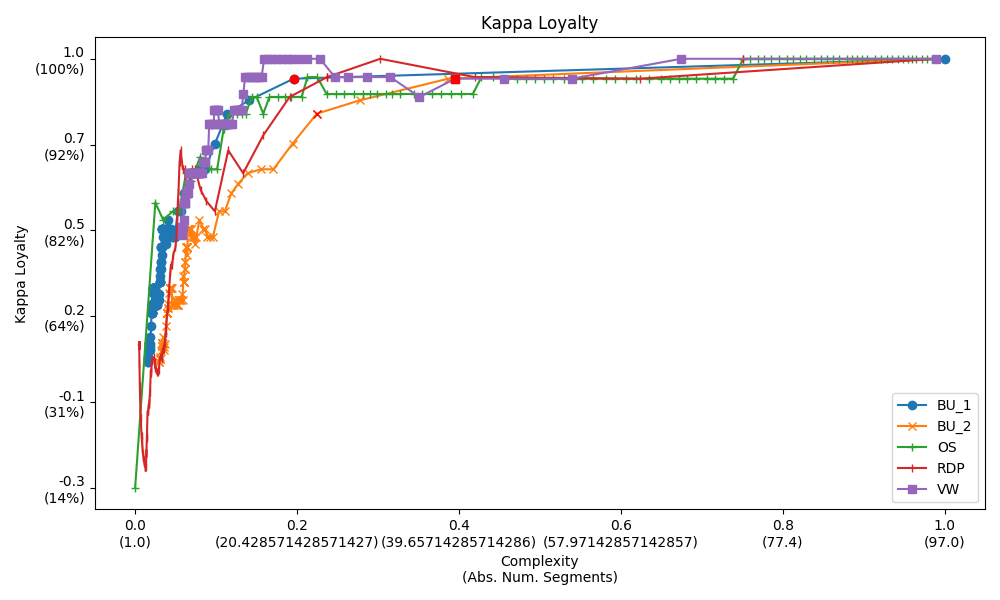 Kappa Loyalty
1.0
(100%)
0.7
(92%)
0.5
(82%)
0.2
(64%)
-0.1
(31%)
-0.3
(14%)
Kappa Loyalty
BU_1
BU_2
OS
RDP
VW
0.0 0.2 0.4 0.6 0.8 1.0
(1.0) (20.428571428571427) (39.65714285714286) (57.97142857142857) (77.4) (97.0)
Complexity
(Abs. Num. Segments)